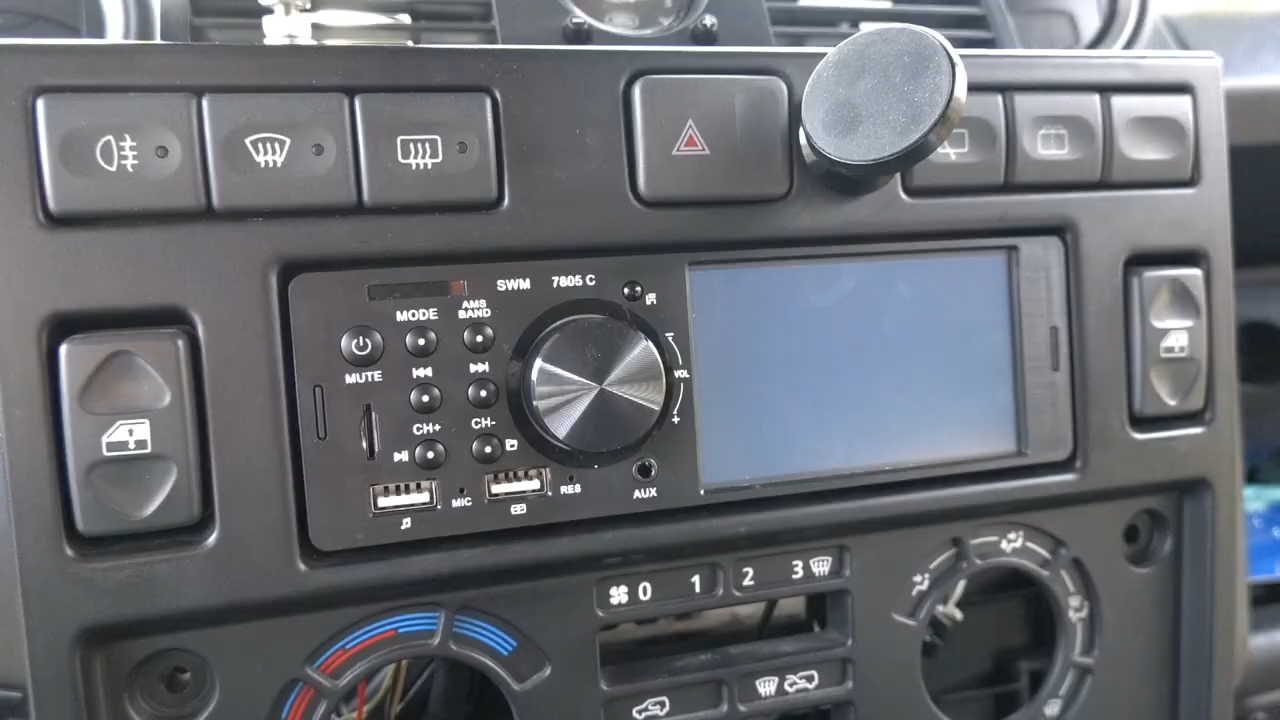 SWM 7805 C
MODE
AMS
BAND
MUTE
VOL
CH+
CH-
MIC
RES
AUX
0 1 2 3